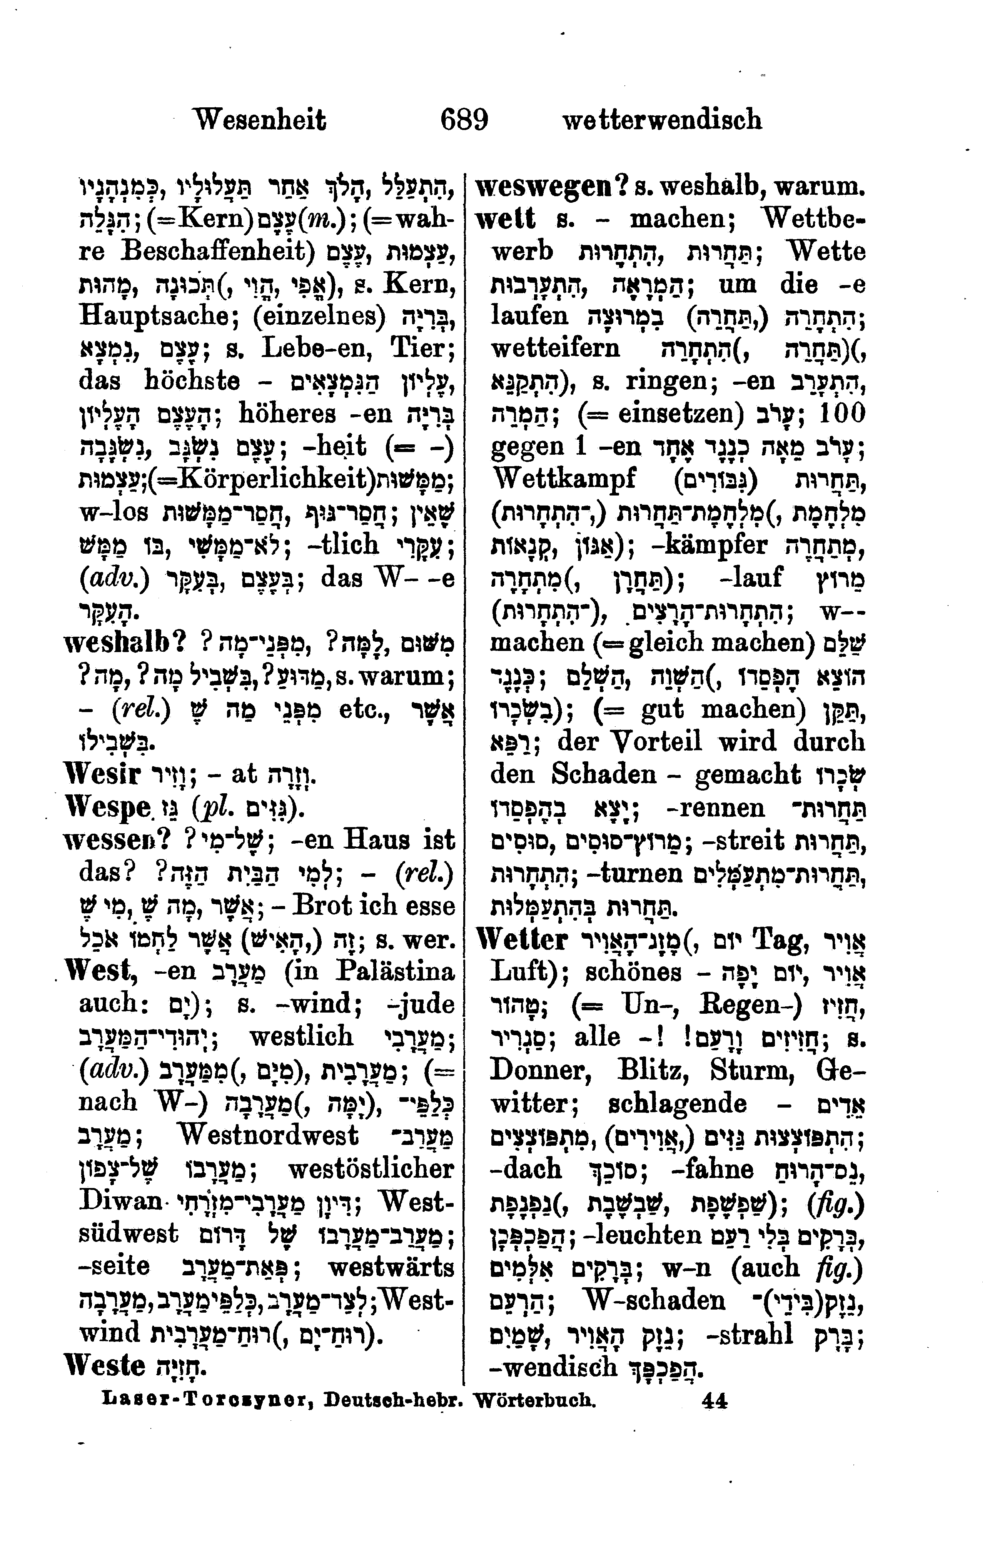 Wesenheit 689 wetterwendisch
הִתְעַלֵּל, הָלַךְ אַחַר תַּעֲלוּלָיו, כְּמִנְהָגָיו
הַנִּגְלָה; (=Kern) עֶצֶם (m.); (=wah-
re Beschaffenheit) עֶצֶם, עַצְמוּת,
תְּכוּנָה, מָהוּת (אֳפִי, הֲוִי), s. Kern,
Hauptsache; (einzelnes) בְּרִיָּה,
עֶצֶם, נִמְצָא; s. Lebe-en, Tier;
das höchste - עֶלְיוֹן הַנִּמְצָאִים,
הָעֶצֶם הָעֶלְיוֹן; höheres -en בְּרִיָּה
נִשְׂגָּבָה, עֶצֶם נִשְׂגָּב; -heit (= -)
עַצְמוּת; (=Körperlichkeit) מַמָּשׁוּת;
w-los חֲסַר-מַמָּשׁוּת, חֲסַר-גּוּף; שֶׁאֵין
בּוֹ מַמָּשׁ, לֹא-מַמָּשִׁי; -tlich עִקָּרִי;
(adv.) בְּעֶצֶם, בְּעִקָּר; das W- -e
הָעִקָּר.
weshalb? מִפְּנֵי-מָה?, לָמָּה?, מִשּׁוּם
מָה?, בִּשְׁבִיל מָה?, מַדּוּעַ?, s. warum;
- (rel.) מִפְּנֵי מַה שֶּׁ etc., אֲשֶׁר
בִּשְׁבִילוֹ.
Wesir וָזִיר; - at וְזָרָה.
Wespe גַּז (pl. גַּזִּים).
wessen? שֶׁל-מִי?; -en Haus ist
das? לְמִי הַבַּיִת הַזֶּה?; - (rel.)
אֲשֶׁר, מָה שֶּׁ, מִי שֶׁ; - Brot ich esse
זֶה (הָאִישׁ) אֲשֶׁר לַחְמוֹ אֹכַל; s. wer.
West, -en מַעֲרָב (in Palästina
auch: יָם); s. -wind; -jude
יְהוּדִי-הַמַּעֲרָב; westlich מַעֲרָבִי;
(adv.) מַעֲרָבִית, מִמַּעֲרָב (מִיָּם); (=
nach W-) מַעֲרָבָה (יָמָּה), כְּלַפֵּי-
מַעֲרָב; Westnordwest מַעֲרַב-
מַעֲרָבוֹ שֶׁל-צָפוֹן; westöstlicher
Diwan דִּיוָן מַעֲרָבִי-מִזְרָחִי; West-
südwest מַעֲרַב-מַעֲרָבוֹ שֶׁל דָּרוֹם;
-seite פְּאַת-מַעֲרָב; westwärts
לְצַד-מַעֲרָב, כְּלַפֵּי מַעֲרָב, מַעֲרָבָה; West-
wind רוּחַ-מַעֲרָבִית (רוּחַ-יָם).
Weste חֲזִיָּה.
weswegen? s. weshalb, warum.
wett s. - machen; Wettbe-
werb תַּחֲרוּת, הִתְחָרוּת; Wette
הַמְרָאָה, הִתְעָרְבוּת; um die -e
laufen הִתְחָרָה (תַּחֲרָה) בִּמְרוּצָה;
wetteifern הִתְחָרָה (תַּחֲרָה),
הִתְקַנֵּא), s. ringen; -en הִתְעָרֵב,
הִמְרָה; (= einsetzen) עָרֹב; 100
gegen 1 -en עָרֹב מֵאָה כְּנֶגֶד אֶחָד;
Wettkampf תַּחֲרוּת (גִּבּוֹרִים),
מִלְחֶמֶת-תַּחֲרוּת (-הִתְחָרוּת), מִלְחֶמֶת
קִנְאוֹת, אֲגוֹן); -kämpfer מִתְחָרֶה,
מִתְחָרֶה (תַּחֲרָן); -lauf מֵרוֹץ
הִתְחָרוּת-הָרָצִים (-הִתְחָרוּת); w--
machen (= gleich machen) שַׁלֵּם
כְּנֶגֶד; הַשְׁוֵה, הַשְׁלֵם (הוֹצֵא הֶפְסֵדוֹ
בִּשְׂכָרוֹ); (= gut machen) תַּקֵּן,
רַפֵּא; der Vorteil wird durch
den Schaden - gemacht שְׂכָרוֹ
יָצָא בְהֶפְסֵדוֹ; -rennen תַּחֲרוּת-
סוּסִים, מֵרוֹץ-סוּסִים; -streit תַּחֲרוּת,
הִתְחָרוּת; -turnen תַּחֲרוּת-מִתְעַמְּלִים,
תַּחֲרוּת בְּהִתְעַמְּלוּת.
Wetter אֲוִיר (מֶזֶג-הָאֲוִיר, יוֹם Tag, אֲוִיר
Luft); schönes - אֲוִיר, יוֹם יָפֶה
טָהוֹר; (= Un-, Regen-) חָזִיז,
סַגְרִיר; alle -! חֲזִיזִים וָרַעַם!; s.
Donner, Blitz, Sturm, Ge-
witter; schlagende - אֵדִים
מִתְפּוֹצְצִים (אֲוִירִים), הִתְפּוֹצְצוּת גַּזִּים;
-dach סוֹכֵךְ; -fahne נֵס-הָרוּחַ,
שַׁפְשֶׁפֶת, שַׁבְשֶׁבֶת (נְפְנֶפֶת); (fig.)
הֲפַכְפְּכָן; -leuchten בְּרָקִים בְּלִי רַעַם,
בְּרָקִים אִלְּמִים; w-n (auch fig.)
הַרְעֵם; W-schaden נֶזֶק (בִּידֵי)-
שָׁמַיִם, נֶזֶק הָאֲוִיר; -strahl בָּרָק;
-wendisch הֲפַכְפַּךְ.
Laser-Torczyner, Deutsch-hebr. Wörterbuch. 44